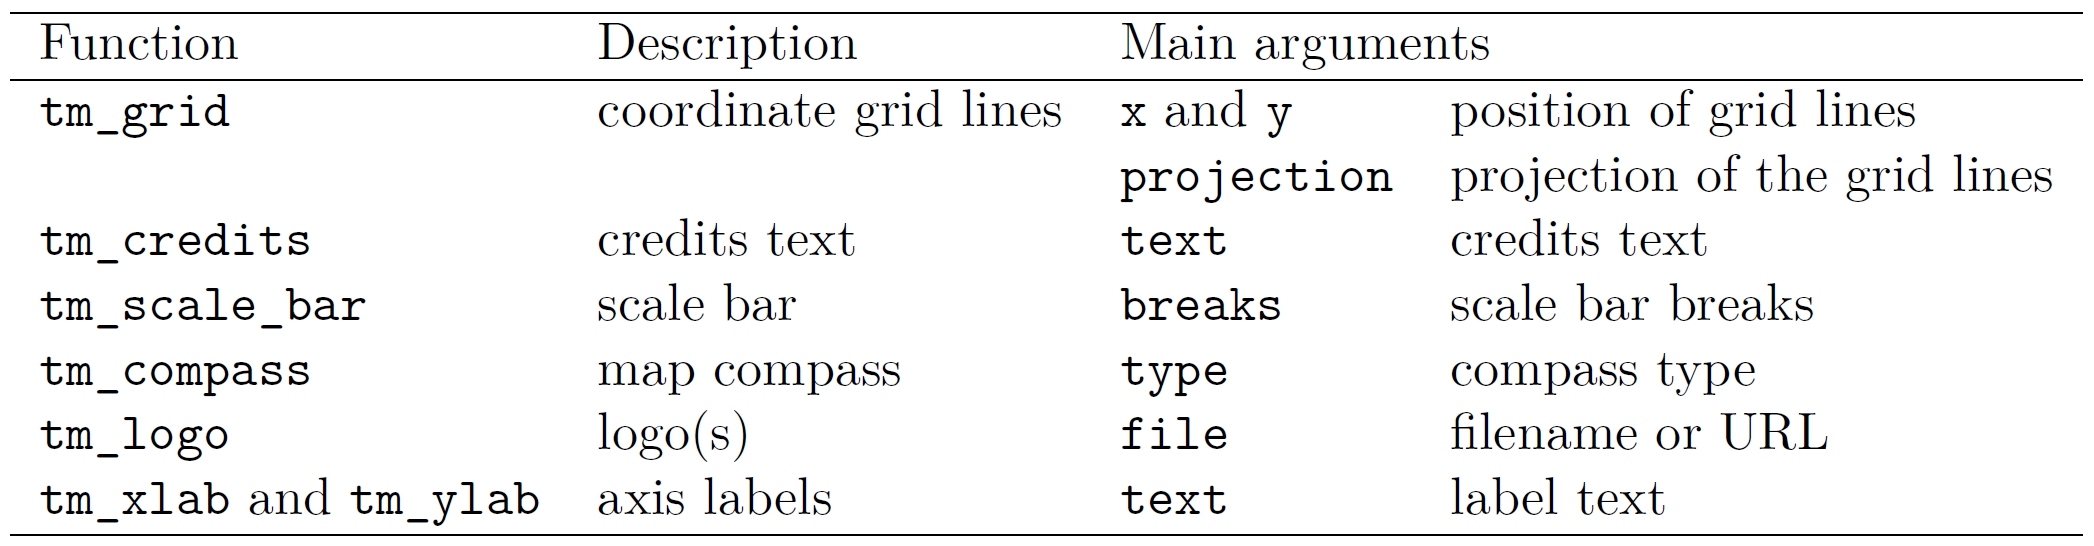 Function Description Main arguments
tm_grid coordinate grid lines x and y position of grid lines
projection projection of the grid lines
tm_credits credits text text credits text
tm_scale_bar scale bar breaks scale bar breaks
tm_compass map compass type compass type
tm_logo logo(s) file filename or URL
tm_xlab and tm_ylab axis labels text label text